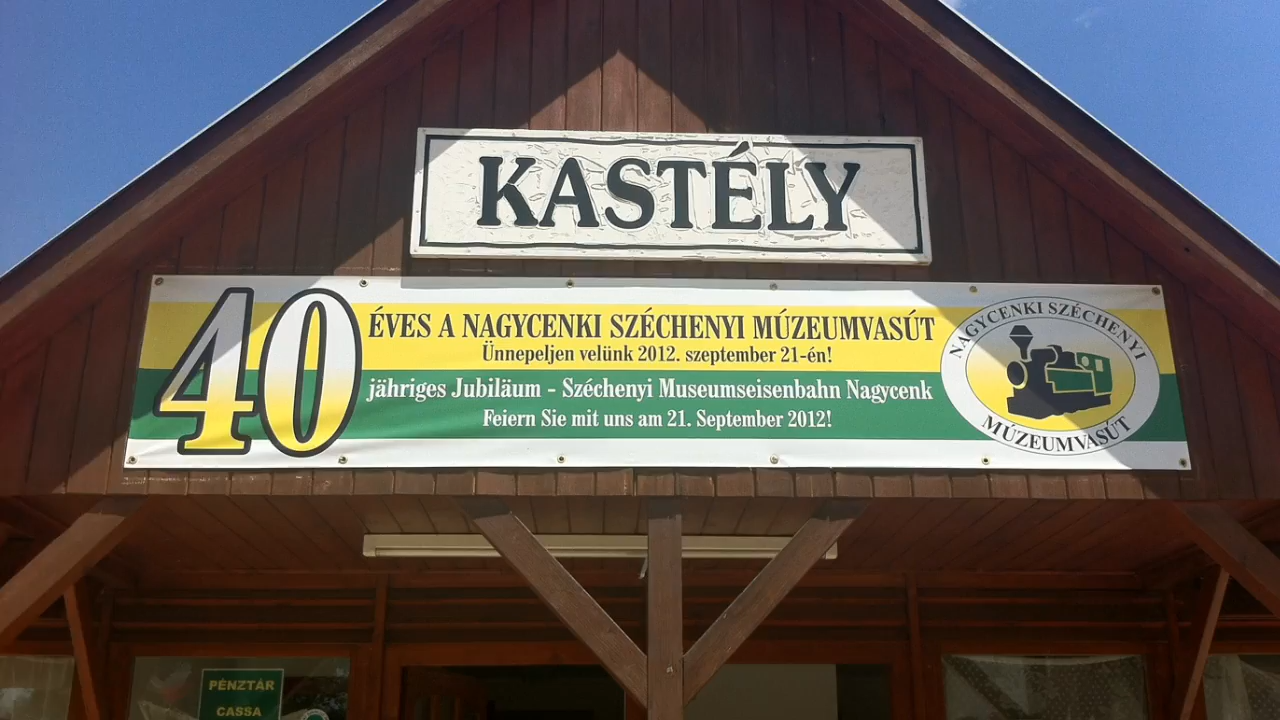 KASTÉLY
40
ÉVES A NAGYCENKI SZÉCHENYI MÚZEUMVASÚT
Ünnepeljen velünk 2012. szeptember 21-én!
jähriges Jubiläum - Széchenyi Museumseisenbahn Nagycenk
Feiern Sie mit uns am 21. September 2012!
NAGYCENKI SZÉCHENYI
MÚZEUMVASÚT
PÉNZTÁR
CASSA